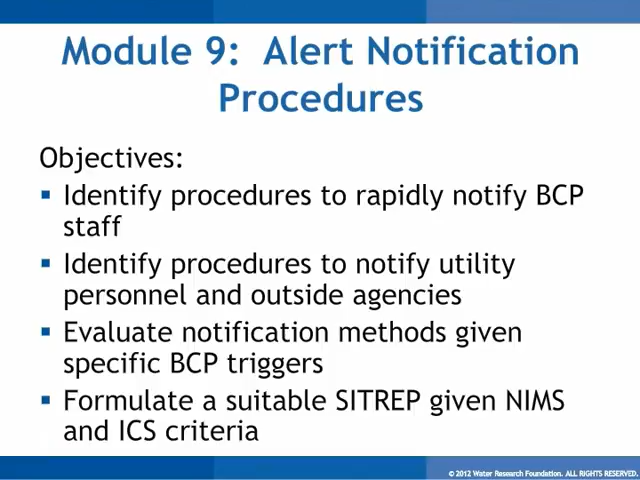 Module 9: Alert Notification
Procedures
Objectives:
▪ Identify procedures to rapidly notify BCP
staff
▪ Identify procedures to notify utility
personnel and outside agencies
▪ Evaluate notification methods given
specific BCP triggers
▪ Formulate a suitable SITREP given NIMS
and ICS criteria
© 2012 Water Research Foundation. ALL RIGHTS RESERVED.